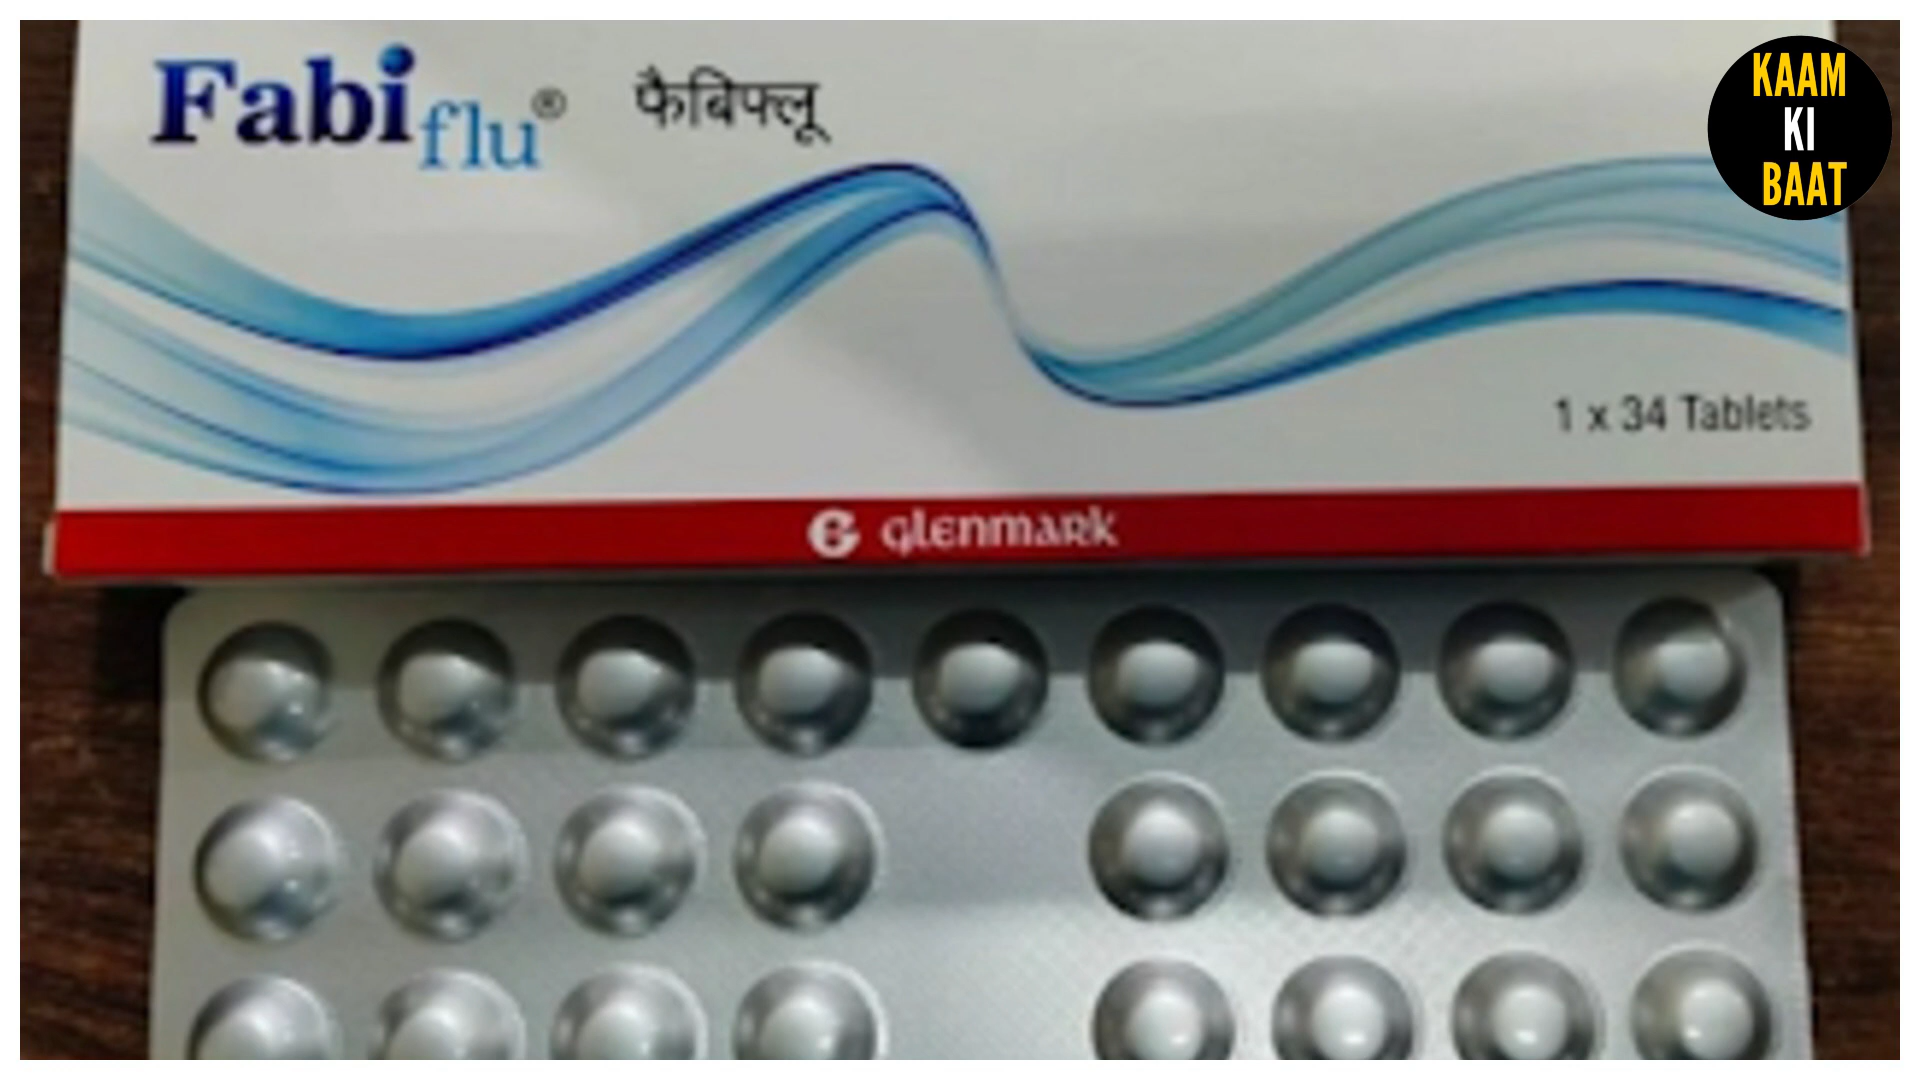 Fabiflu® फैबिफ्लू
KAAM
KI
BAAT
1 x 34 Tablets
G glenmark